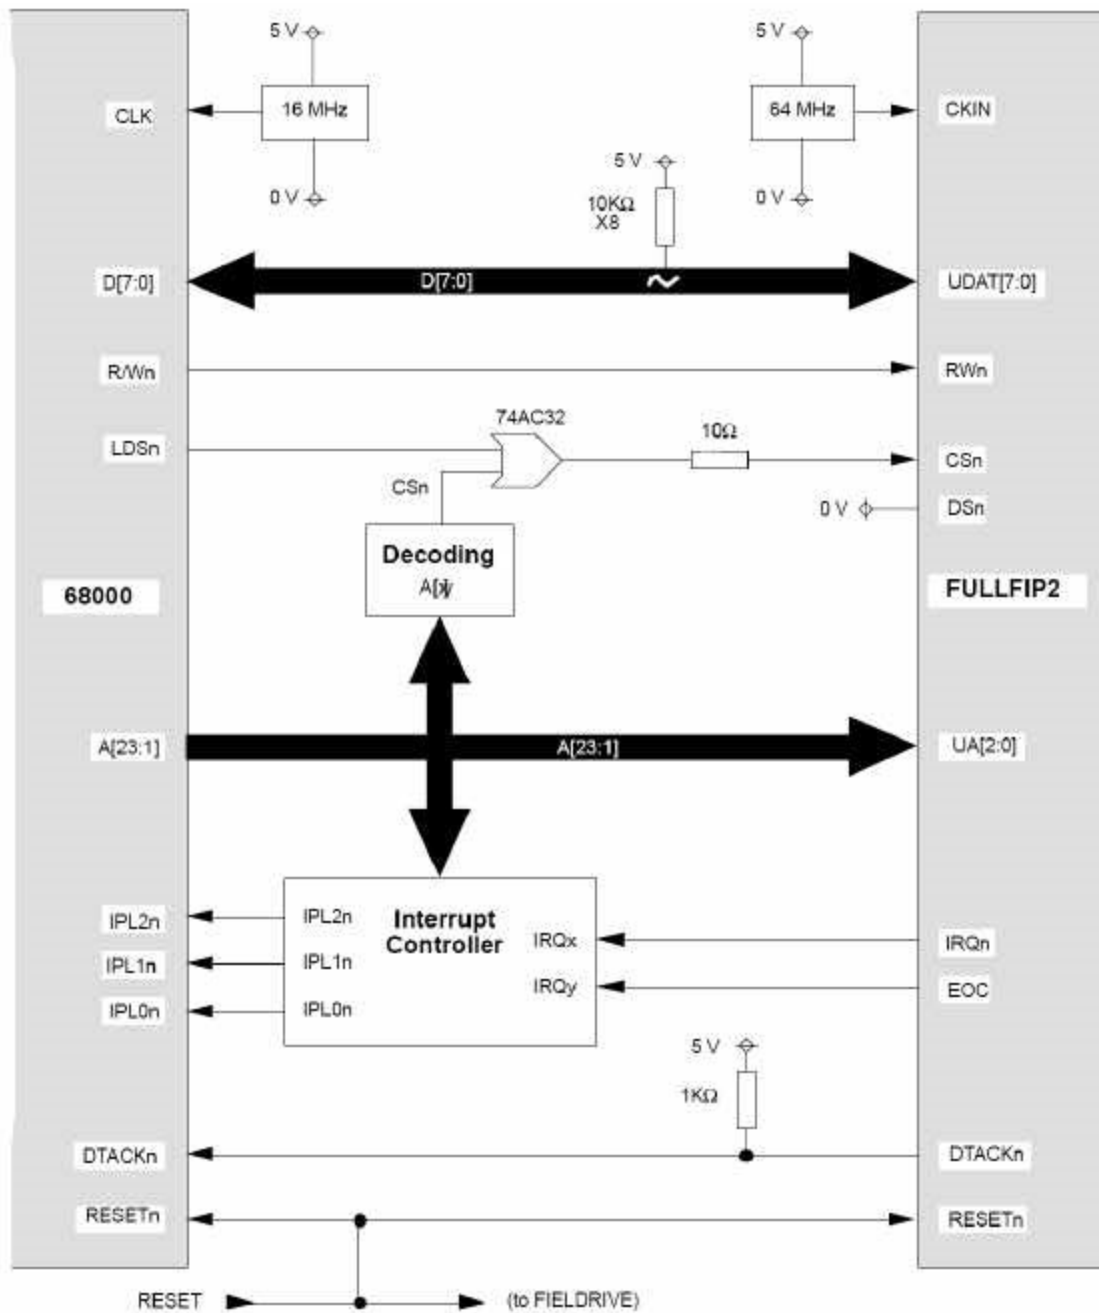 5 V
5 V
CLK
16 MHz
64 MHz
CKIN
0 V
5 V
0 V
10KΩ
X8
D[7:0]
D[7:0]
UDAT[7:0]
R/Wn
RWn
74AC32
LDSn
10Ω
CSn
CSn
0 V
DSn
Decoding
68000
FULLFIP2
A[23:1]
A[23:1]
UA[2:0]
IPL2n
IPL2n
Interrupt
Controller
IRQx
IRQn
IPL1n
IPL1n
IRQy
EOC
IPL0n
IPL0n
5 V
1KΩ
DTACKn
DTACKn
RESETn
RESETn
RESET
(to FIELDRIVE)